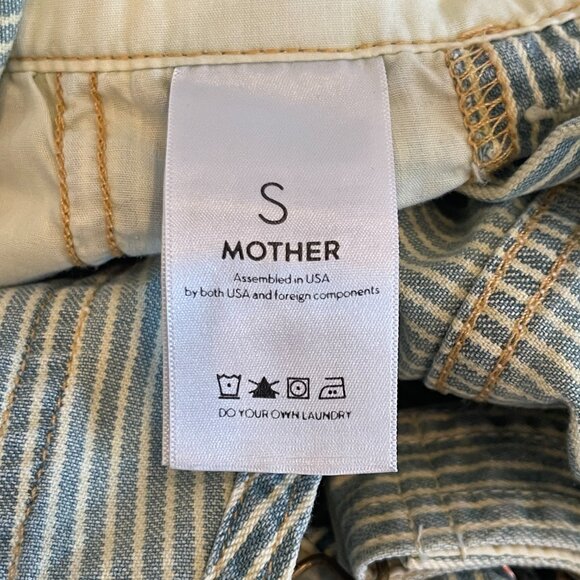 S
MOTHER
Assembled in USA
by both USA and foreign components
DO YOUR OWN LAUNDRY